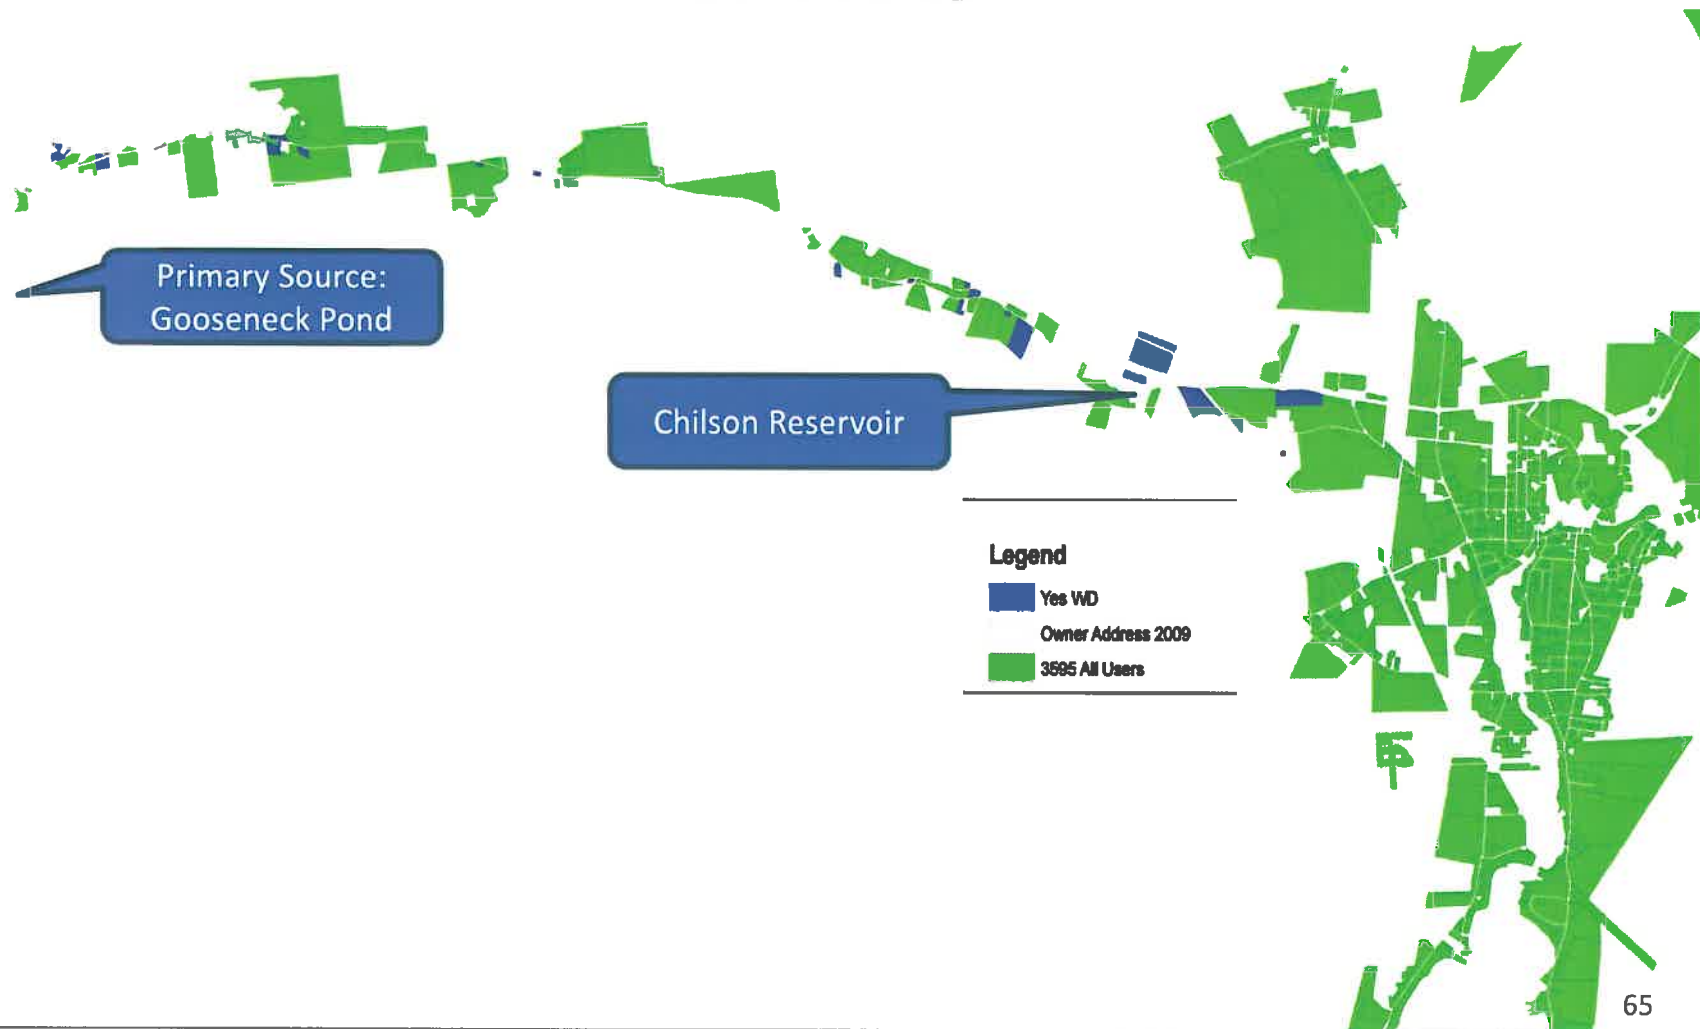 Primary Source:
Gooseneck Pond
Chilson Reservoir
Legend
Yes WD
Owner Address 2009
3595 All Users
65